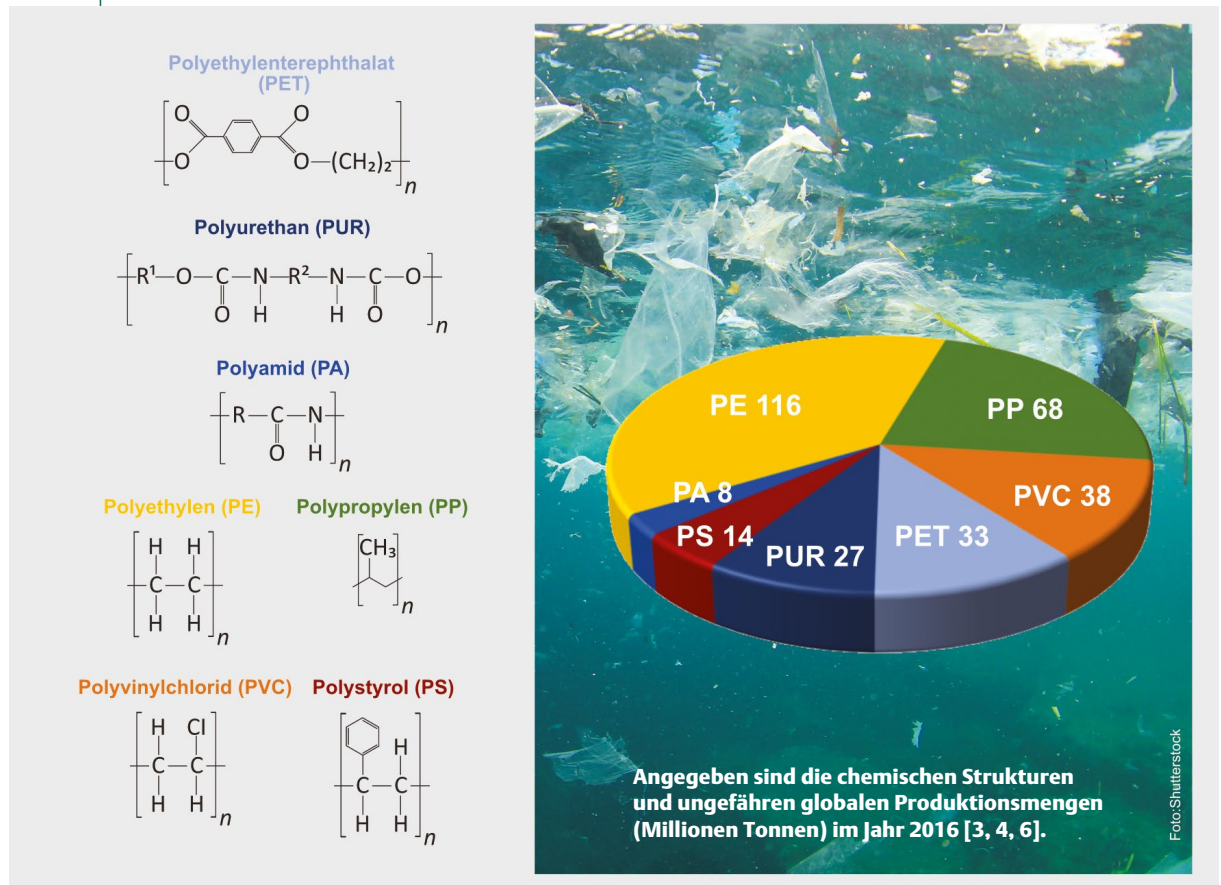 Polyethylenterephthalat
(PET)
O
O
O
O
(CH₂)₂
n
Polyurethan (PUR)
R¹ O C N R² N C O
O H H O
n
Polyamid (PA)
R C N
O H
n
Polyethylen (PE)
H H
C C
H H
n
Polypropylen (PP)
CH₃
n
Polyvinylchlorid (PVC)
H Cl
C C
H H
n
Polystyrol (PS)
H
C C
H H
n
PE 116
PP 68
PA 8
PVC 38
PS 14
PET 33
PUR 27
Angegeben sind die chemischen Strukturen
und ungefähren globalen Produktionsmengen
(Millionen Tonnen) im Jahr 2016 [3, 4, 6].
Foto:Shutterstock